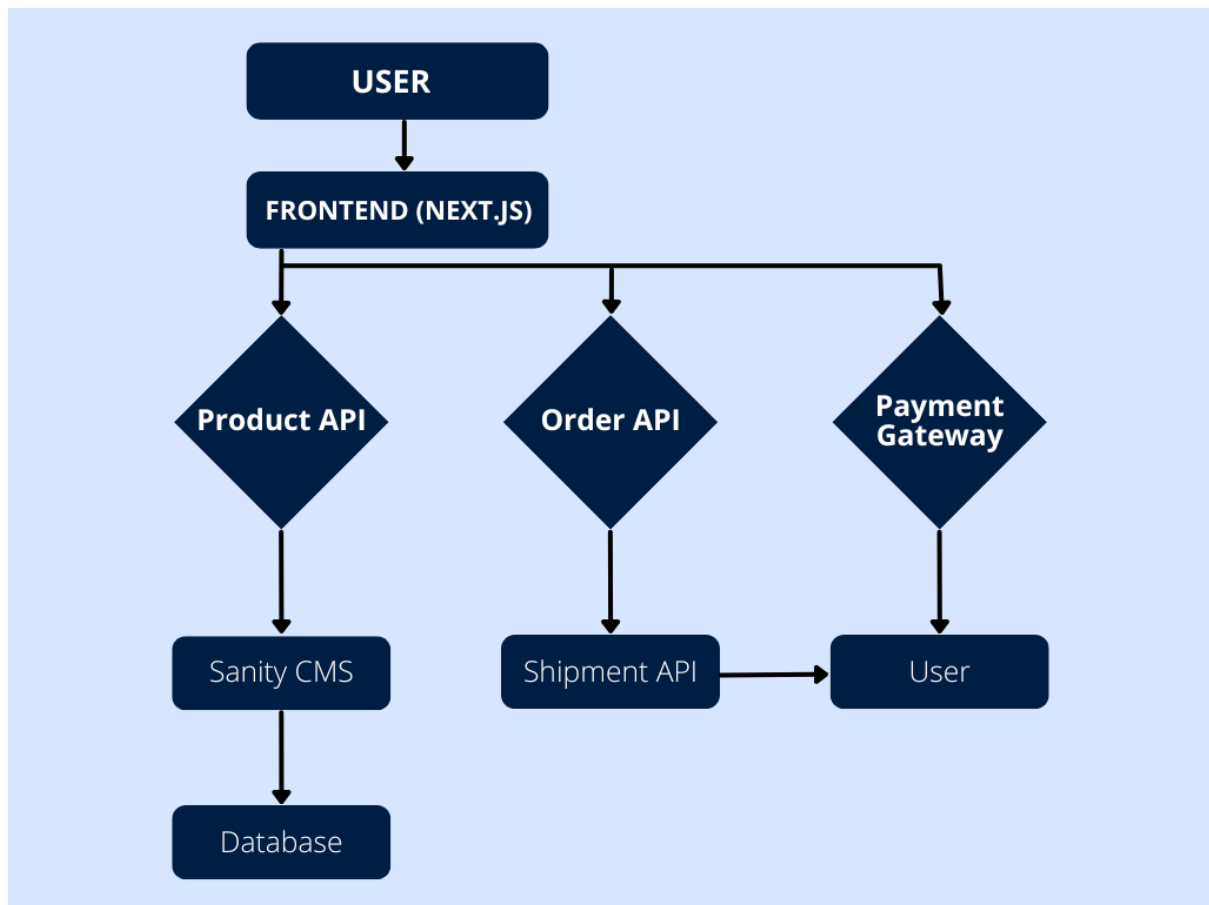 USER
FRONTEND (NEXT.JS)
Product API
Order API
Payment
Gateway
Sanity CMS
Shipment API
User
Database